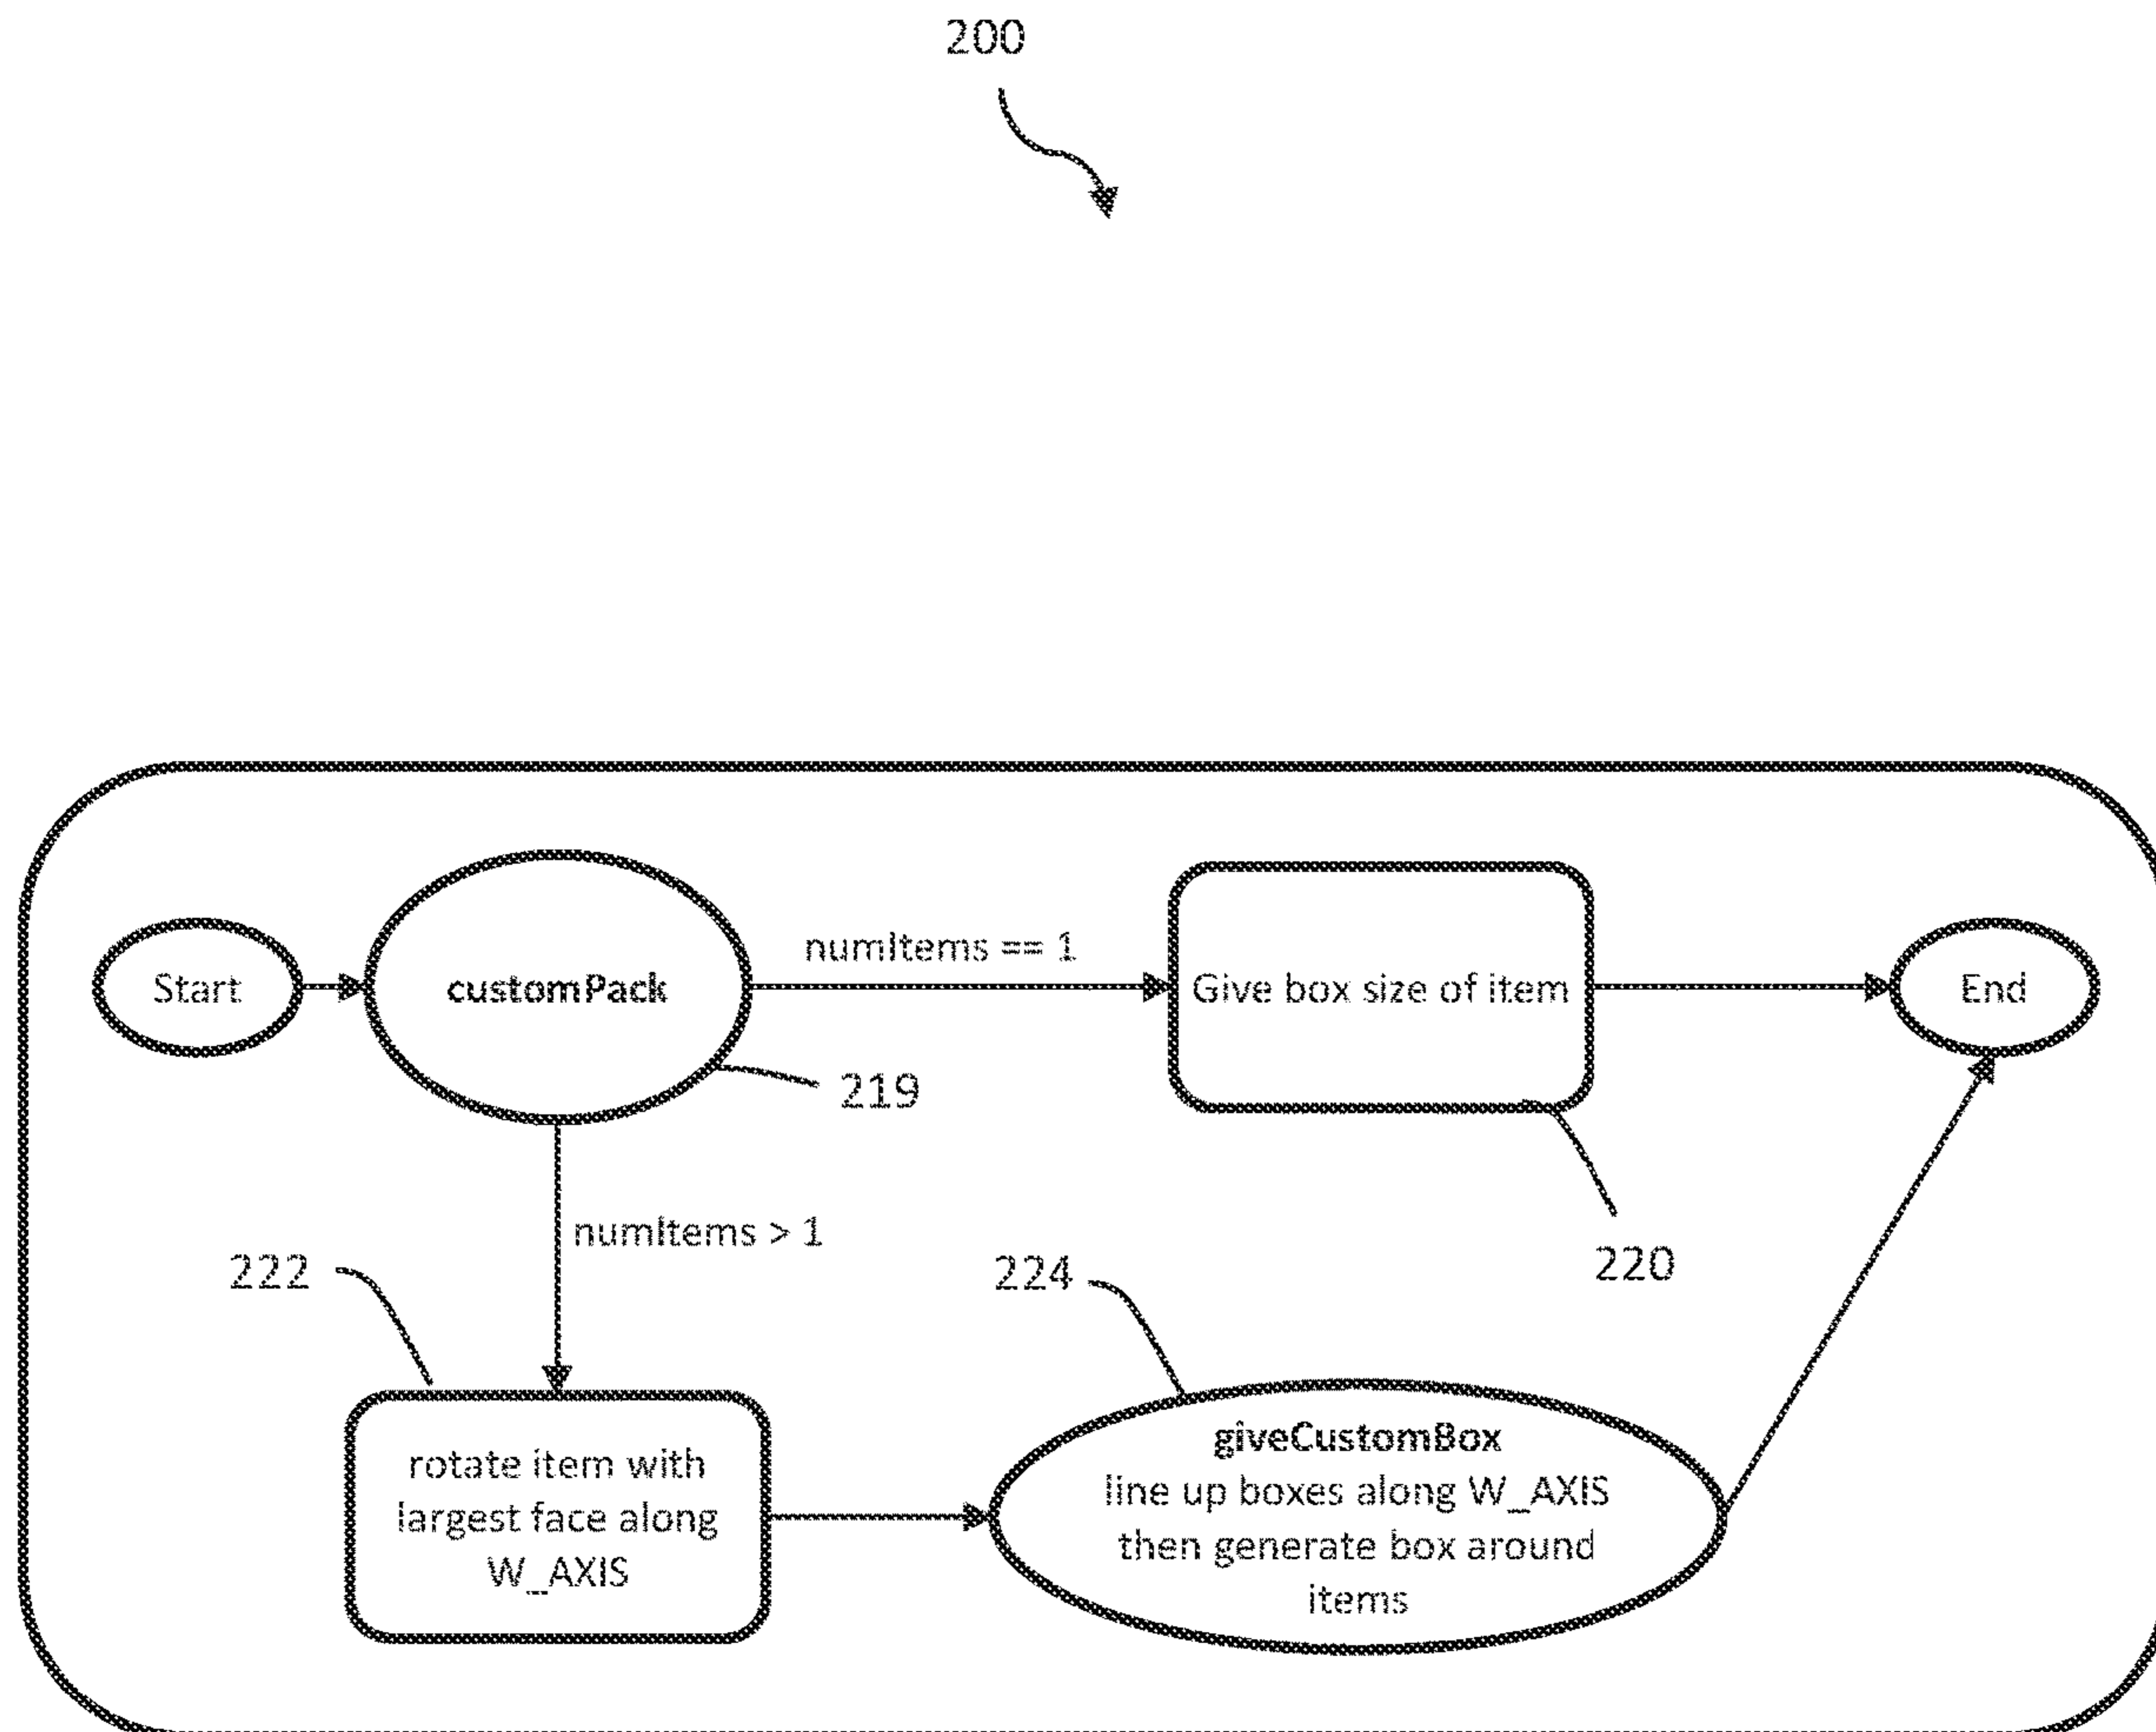 200
Start
customPack
numItems == 1
Give box size of item
End
219
numItems > 1
222
224
220
rotate item with
largest face along
W_AXIS
giveCustomBox
line up boxes along W_AXIS
then generate box around
items